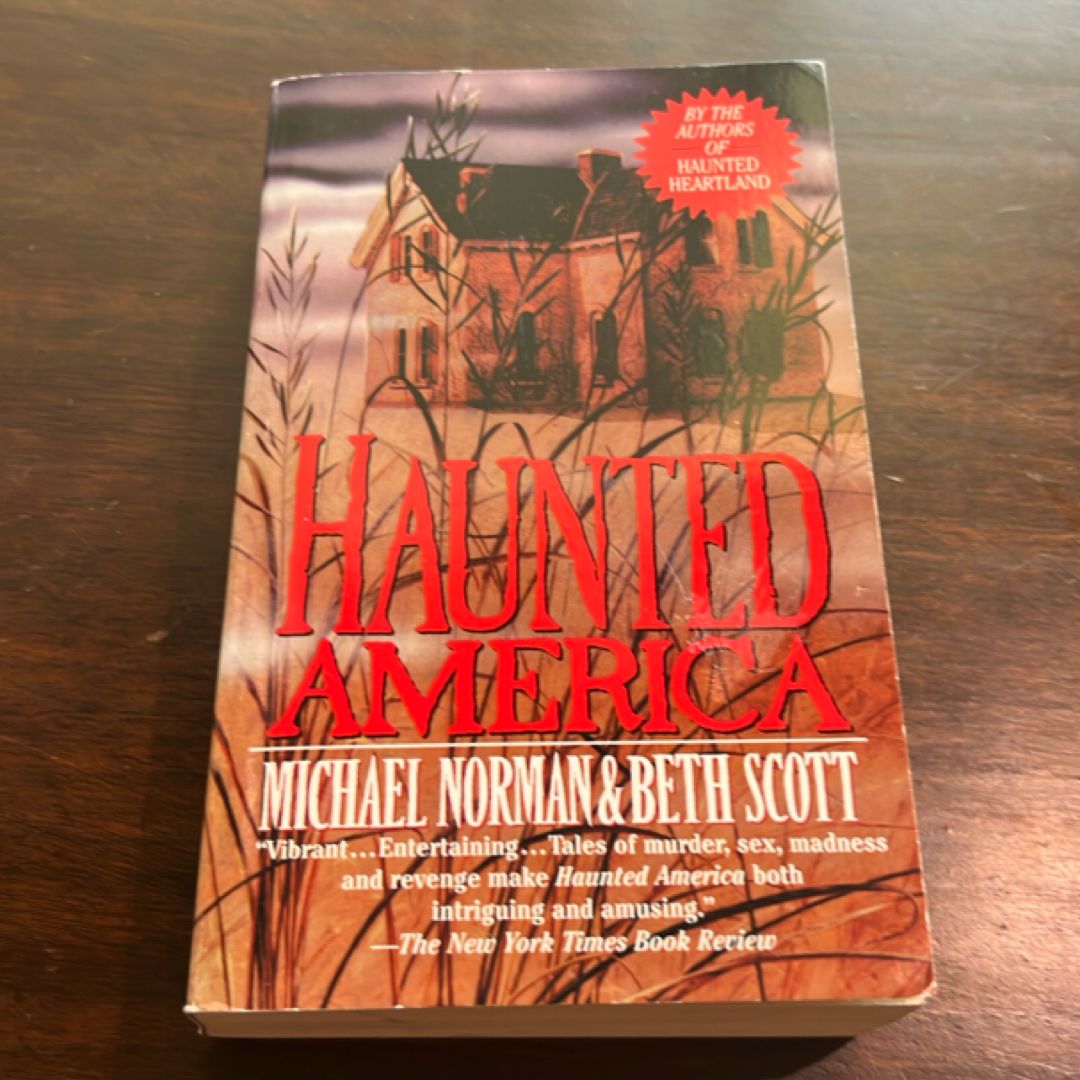 BY THE
AUTHORS
OF
HAUNTED
HEARTLAND
HAUNTED
AMERICA
MICHAEL NORMAN & BETH SCOTT
"Vibrant...Entertaining...Tales of murder, sex, madness
and revenge make Haunted America both
intriguing and amusing."
—The New York Times Book Review